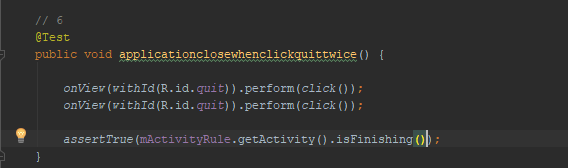 // 6
@Test
public void applicationclosewhenclickquittwice() {
onView(withId(R.id.quit)).perform(click());
onView(withId(R.id.quit)).perform(click());
assertTrue(mActivityRule.getActivity().isFinishing());
}